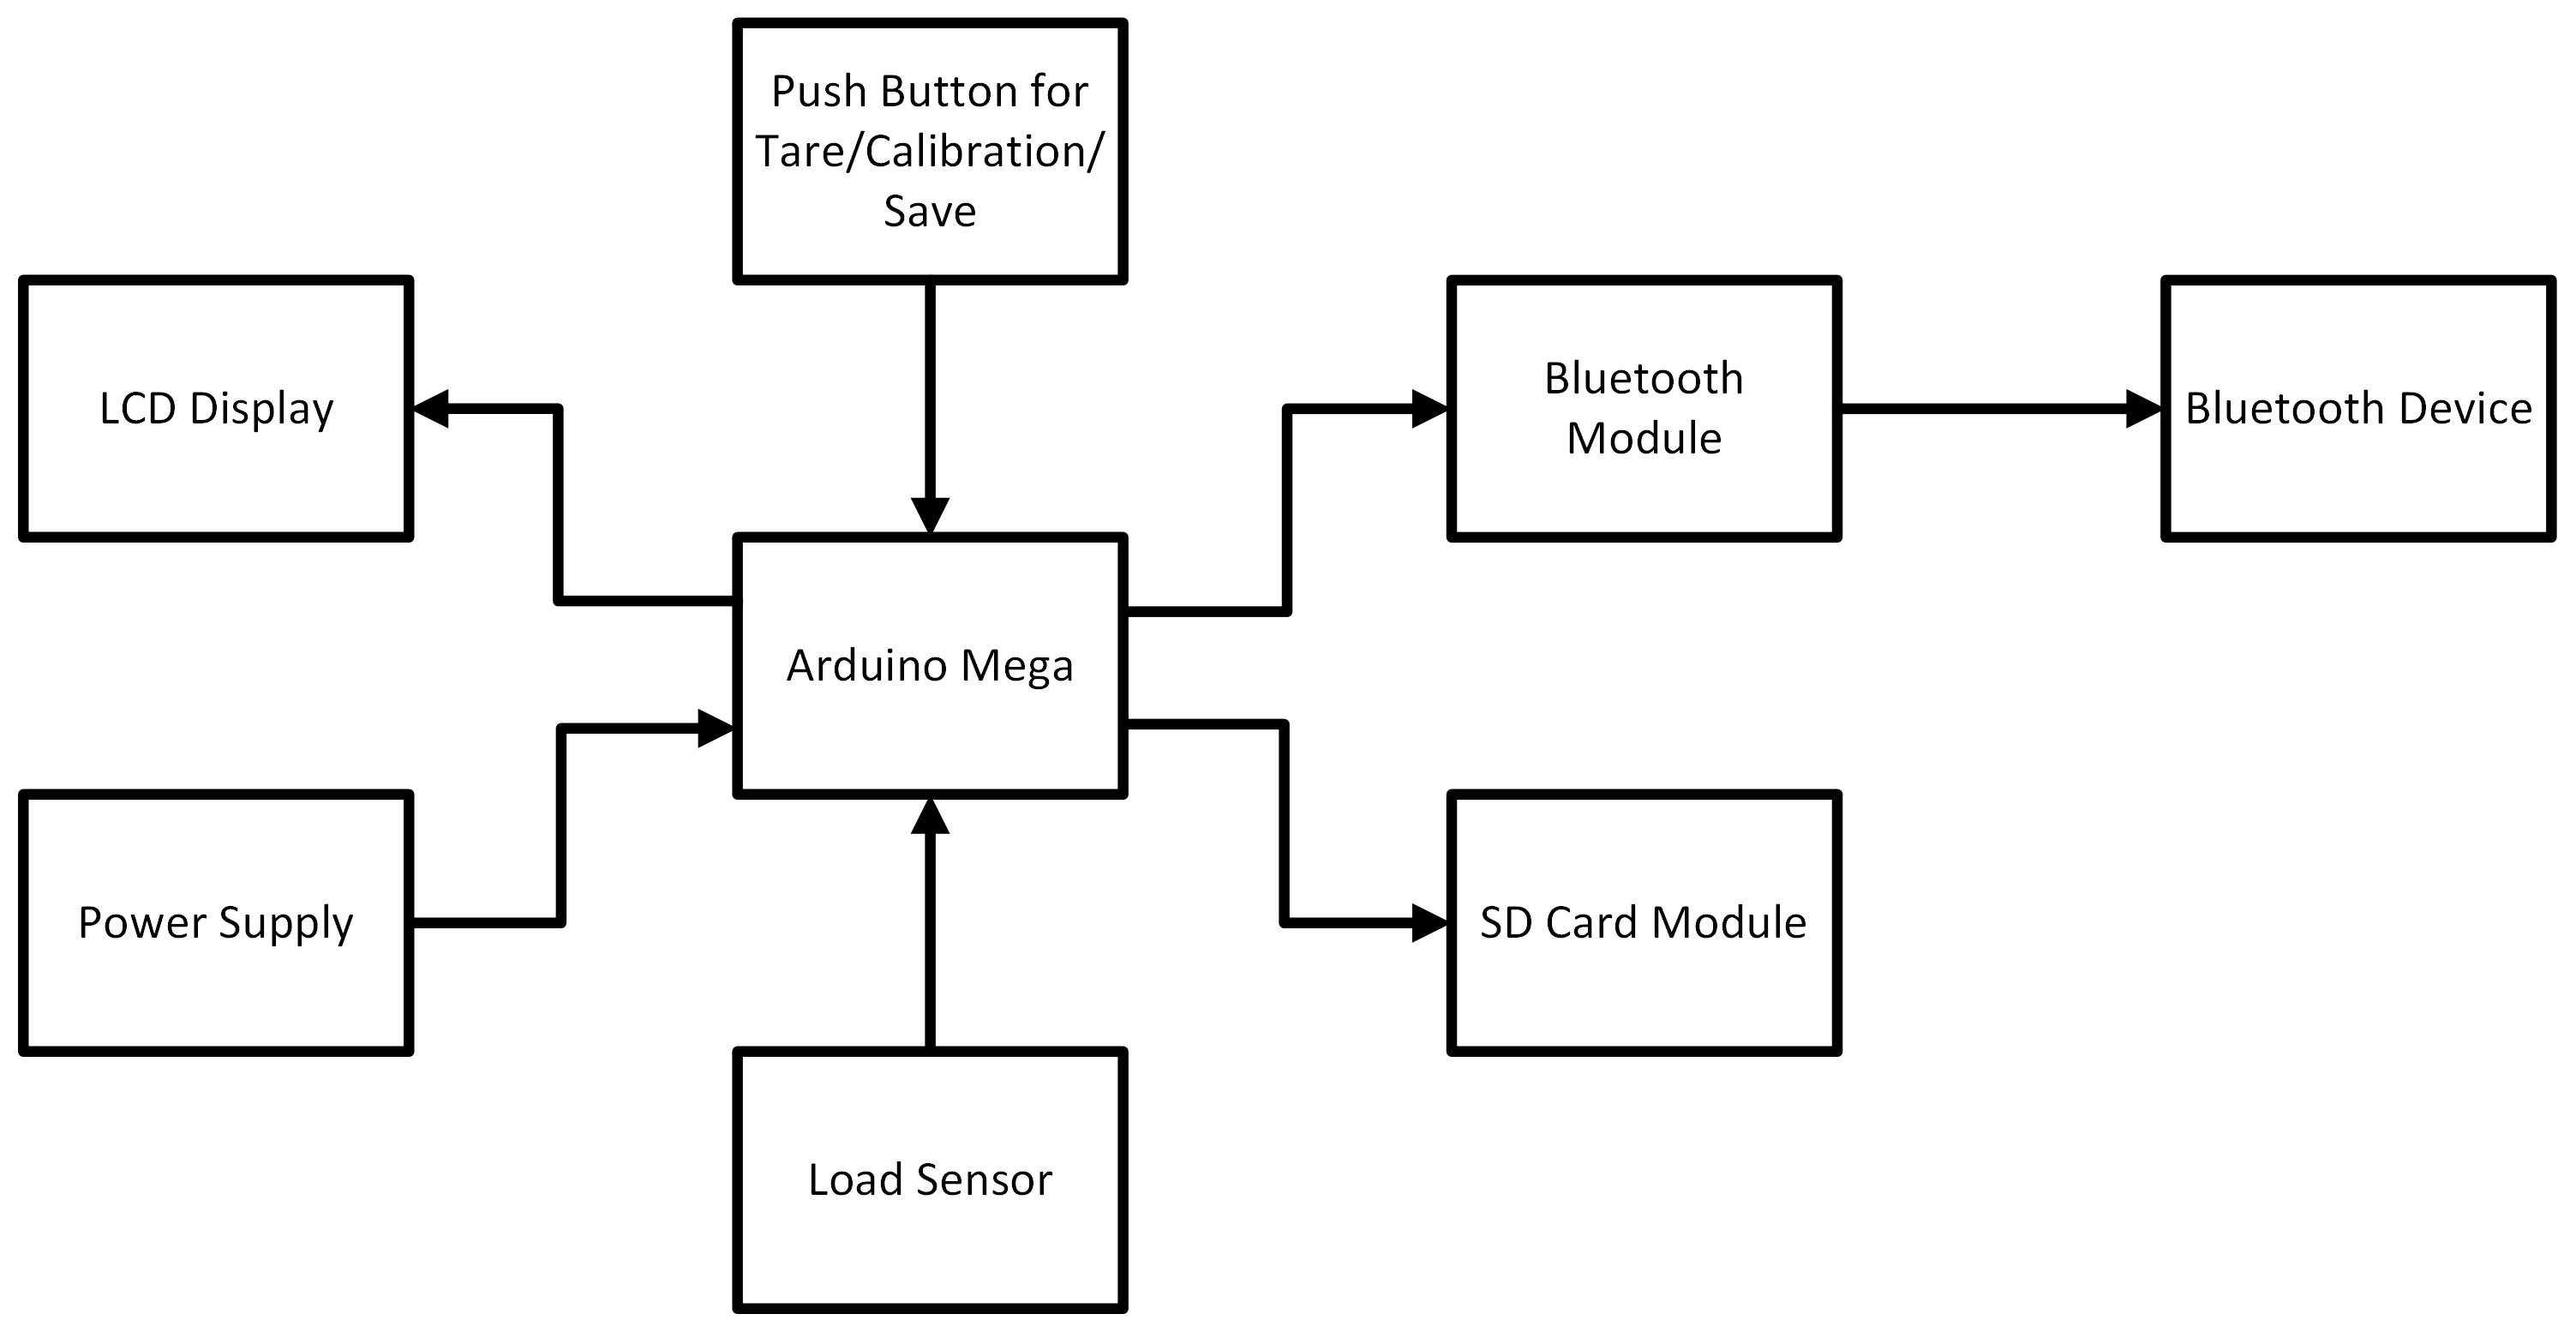 Push Button for
Tare/Calibration/
Save
LCD Display
Bluetooth
Module
Bluetooth Device
Arduino Mega
Power Supply
SD Card Module
Load Sensor